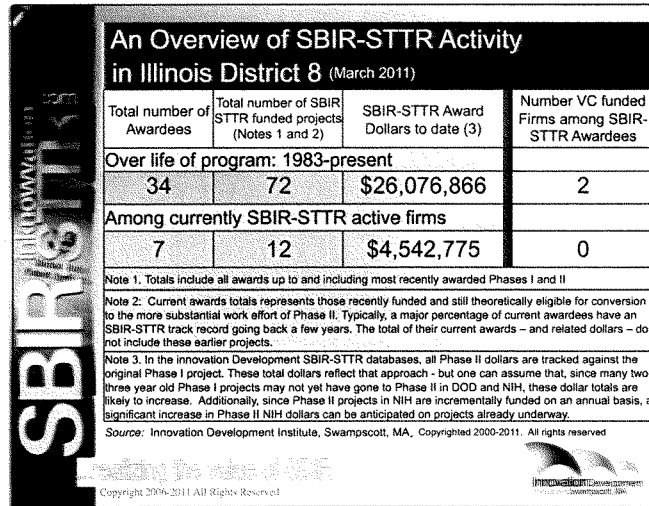 An Overview of SBIR-STTR Activity
in Illinois District 8 (March 2011)
Total number of
Awardees
Total number of SBIR
STTR funded projects
(Notes 1 and 2)
SBIR-STTR Award
Dollars to date (3)
Number VC funded
Firms among SBIR-
STTR Awardees
Over life of program: 1983-present
34 72 $26,076,866 2
Among currently SBIR-STTR active firms
7 12 $4,542,775 0
Note 1. Totals include all awards up to and including most recently awarded Phases I and II
Note 2: Current awards totals represents those recently funded and still theoretically eligible for conversion
to the more substantial work effort of Phase II. Typically, a major percentage of current awardees have an
SBIR-STTR track record going back a few years. The total of their current awards – and related dollars – do
not include these earlier projects.
Note 3. In the innovation Development SBIR-STTR databases, all Phase II dollars are tracked against the
original Phase I project. These total dollars reflect that approach - but one can assume that, since many two
three year old Phase I projects may not yet have gone to Phase II in DOD and NIH, these dollar totals are
likely to increase. Additionally, since Phase II projects in NIH are incrementally funded on an annual basis, a
significant increase in Phase II NIH dollars can be anticipated on projects already underway.
Source: Innovation Development Institute, Swampscott, MA, Copyrighted 2000-2011. All rights reserved
Copyright 2006-2011 All Rights Reserved
SBIR & STTR
inknowvation
Innovation Development
Swampscott, MA